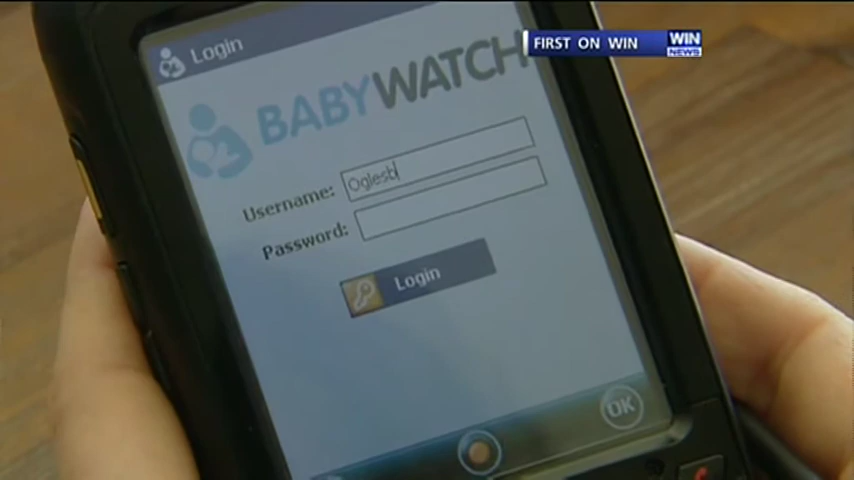 Login
FIRST ON WIN
WIN
NEWS
BABYWATCH
Username: Oglesb
Password:
Login
OK